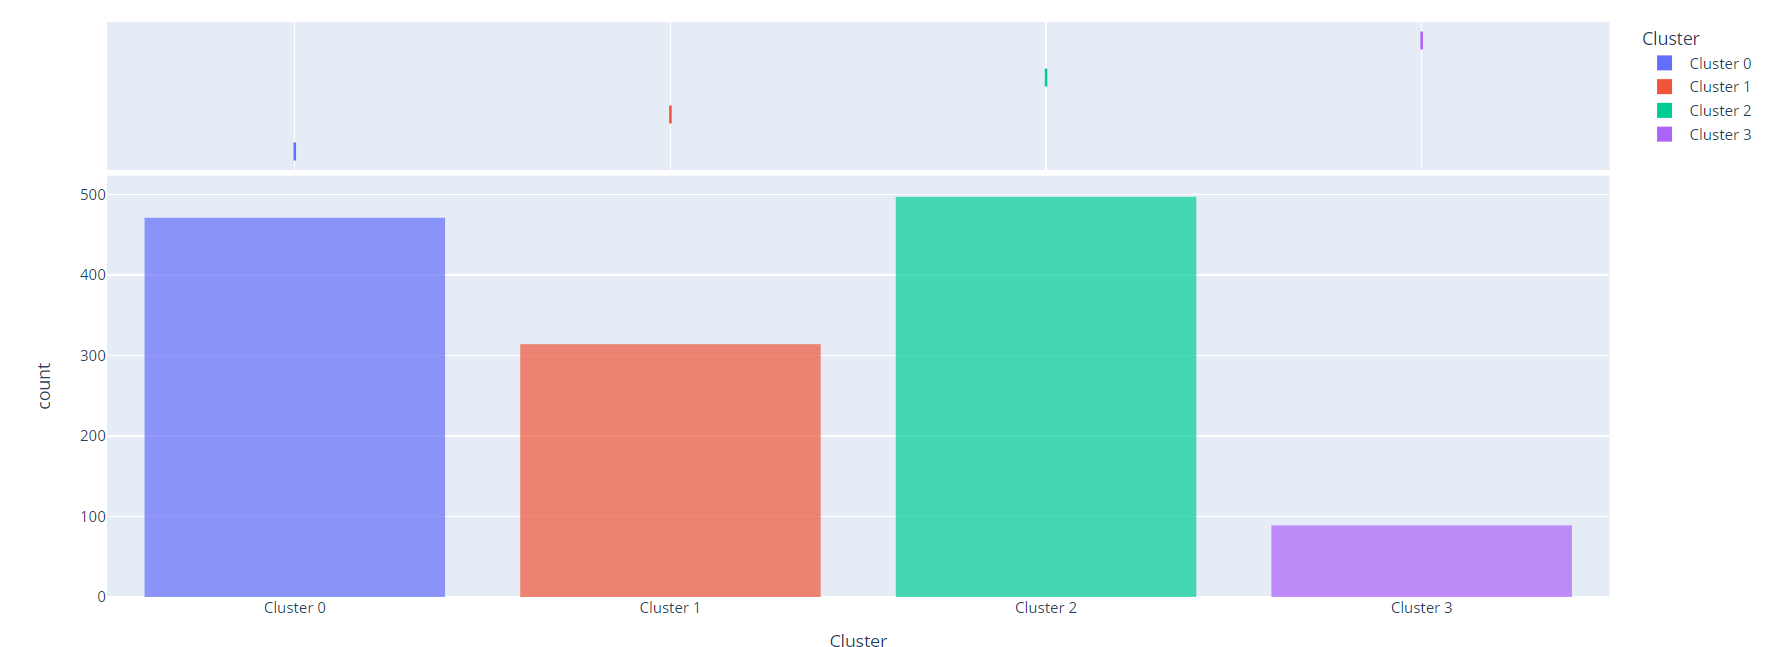 Cluster
Cluster 0
Cluster 1
Cluster 2
Cluster 3
500
400
300
200
100
0
count
Cluster 0
Cluster 1
Cluster 2
Cluster 3
Cluster